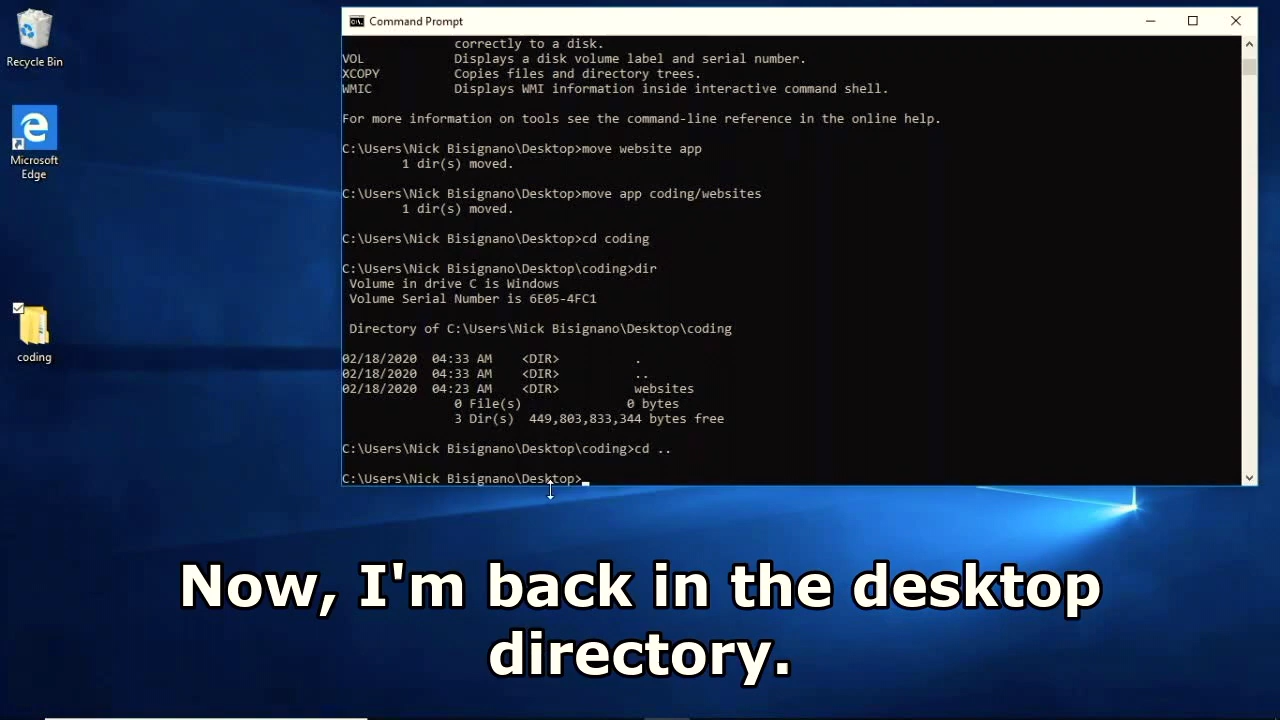 Recycle Bin
Microsoft
Edge
coding
Command Prompt
correctly to a disk.
VOL Displays a disk volume label and serial number.
XCOPY Copies files and directory trees.
WMIC Displays WMI information inside interactive command shell.
For more information on tools see the command-line reference in the online help.
C:\Users\Nick Bisignano\Desktop>move website app
1 dir(s) moved.
C:\Users\Nick Bisignano\Desktop>move app coding/websites
1 dir(s) moved.
C:\Users\Nick Bisignano\Desktop>cd coding
C:\Users\Nick Bisignano\Desktop\coding>dir
Volume in drive C is Windows
Volume Serial Number is 6E05-4FC1
Directory of C:\Users\Nick Bisignano\Desktop\coding
02/18/2020 04:33 AM <DIR> .
02/18/2020 04:33 AM <DIR> ..
02/18/2020 04:23 AM <DIR> websites
0 File(s) 0 bytes
3 Dir(s) 449,803,833,344 bytes free
C:\Users\Nick Bisignano\Desktop\coding>cd ..
C:\Users\Nick Bisignano\Desktop>_
Now, I'm back in the desktop
directory.